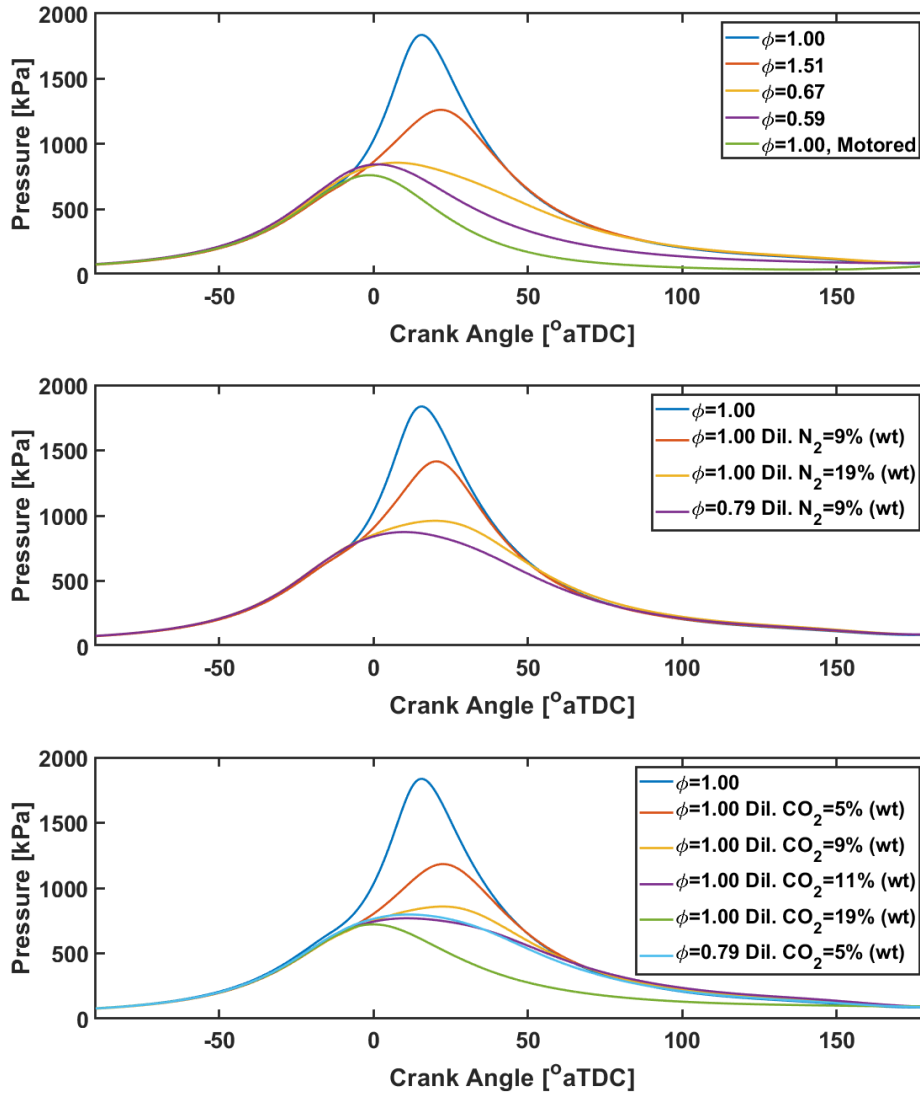 2000
1500
1000
500
0
Pressure [kPa]
-50 0 50 100 150
Crank Angle [°aTDC]
ϕ=1.00
ϕ=1.51
ϕ=0.67
ϕ=0.59
ϕ=1.00, Motored
2000
1500
1000
500
0
Pressure [kPa]
-50 0 50 100 150
Crank Angle [°aTDC]
ϕ=1.00
ϕ=1.00 Dil. N₂=9% (wt)
ϕ=1.00 Dil. N₂=19% (wt)
ϕ=0.79 Dil. N₂=9% (wt)
2000
1500
1000
500
0
Pressure [kPa]
-50 0 50 100 150
Crank Angle [°aTDC]
ϕ=1.00
ϕ=1.00 Dil. CO₂=5% (wt)
ϕ=1.00 Dil. CO₂=9% (wt)
ϕ=1.00 Dil. CO₂=11% (wt)
ϕ=1.00 Dil. CO₂=19% (wt)
ϕ=0.79 Dil. CO₂=5% (wt)